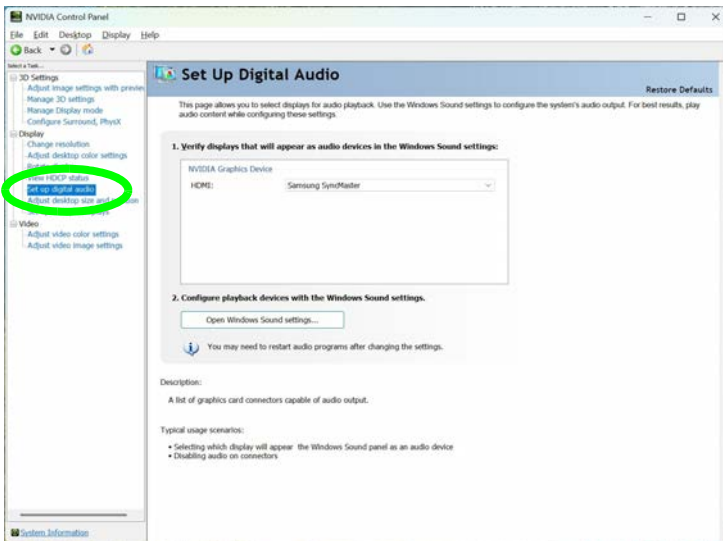 NVIDIA Control Panel
File Edit Desktop Display Help
Back
Select a Task...
3D Settings
Adjust image settings with preview
Manage 3D settings
Manage Display mode
Configure Surround, PhysX
Display
Change resolution
Adjust desktop color settings
View HDCP status
Set up digital audio
Adjust desktop size and
Video
Adjust video color settings
Adjust video image settings
System Information
Set Up Digital Audio
Restore Defaults
This page allows you to select displays for audio playback. Use the Windows Sound settings to configure the system's audio output. For best results, play
audio content while configuring these settings.
1. Verify displays that will appear as audio devices in the Windows Sound settings:
NVIDIA Graphics Device
HDMI: Samsung SyncMaster
2. Configure playback devices with the Windows Sound settings.
Open Windows Sound settings...
You may need to restart audio programs after changing the settings.
Description:
A list of graphics card connectors capable of audio output.
Typical usage scenarios:
• Selecting which display will appear the Windows Sound panel as an audio device
• Disabling audio on connectors